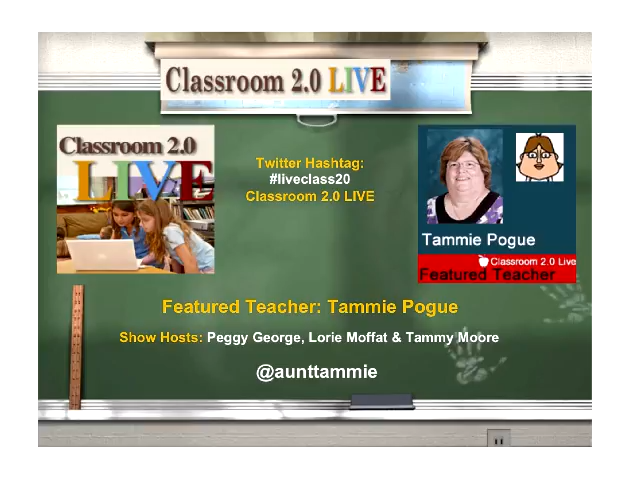 Classroom 2.0 LIVE
Classroom 2.0
LIVE
Twitter Hashtag:
#liveclass20
Classroom 2.0 LIVE
Tammie Pogue
Classroom 2.0 Live
Featured Teacher
Featured Teacher: Tammie Pogue
Show Hosts: Peggy George, Lorie Moffat & Tammy Moore
@aunttammie